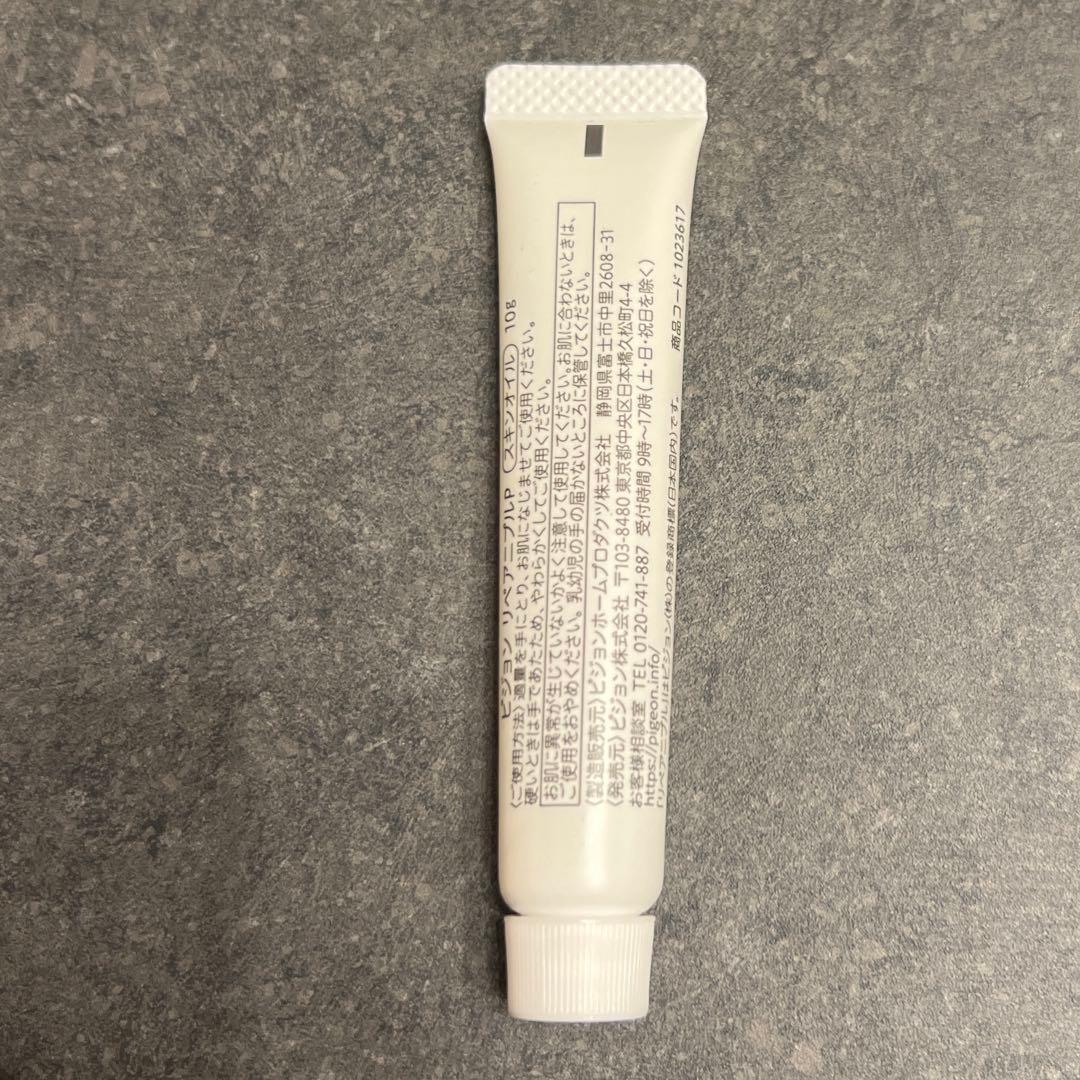 ピジョン リペアニプルP スキンオイル 10g
〈ご使用方法〉適量を手にとり、お肌になじませてご使用ください。
硬いときは手であたため、やわらかくしてご使用ください。
お肌に異常が生じていないかよく注意して使用してください。お肌に合わないときは、
ご使用をおやめください。乳幼児の手の届かないところに保管してください。
〈製造販売元〉ピジョンホームプロダクツ株式会社 静岡県富士市中里2608-31
〈発売元〉ピジョン株式会社 〒103-8480 東京都中央区日本橋久松町4-4
お客様相談室 TEL 0120-741-887 受付時間 9時〜17時(土・日・祝日を除く)
https://pigeon.info/
「リペアニプル」はピジョン(株)の登録商標(日本国内)です。 商品コード 1023617